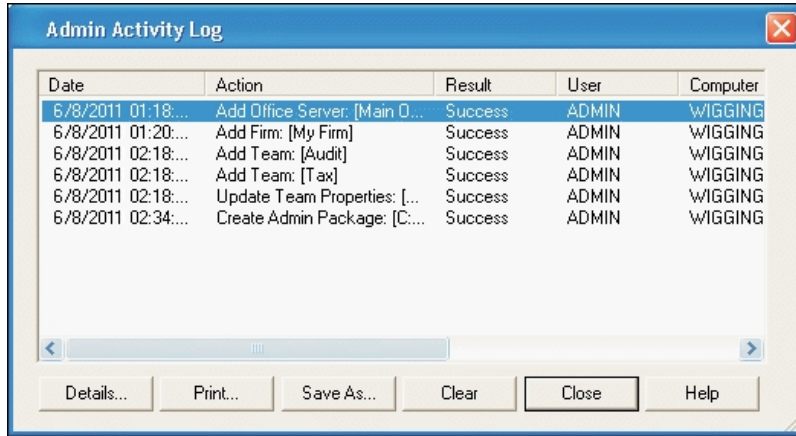 Admin Activity Log
Date Action Result User Computer
6/8/2011 01:18:... Add Office Server: [Main O... Success ADMIN WIGGING
6/8/2011 01:20:... Add Firm: [My Firm] Success ADMIN WIGGING
6/8/2011 02:18:... Add Team: [Audit] Success ADMIN WIGGING
6/8/2011 02:18:... Add Team: [Tax] Success ADMIN WIGGING
6/8/2011 02:18:... Update Team Properties: [... Success ADMIN WIGGING
6/8/2011 02:34:... Create Admin Package: [C:... Success ADMIN WIGGING
Details... Print... Save As... Clear Close Help